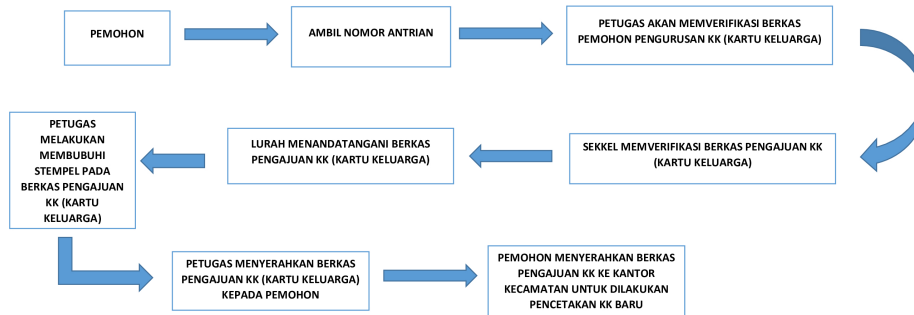 PEMOHON
AMBIL NOMOR ANTRIAN
PETUGAS AKAN MEMVERIFIKASI BERKAS
PEMOHON PENGURUSAN KK (KARTU KELUARGA)
SEKKEL MEMVERIFIKASI BERKAS PENGAJUAN KK
(KARTU KELUARGA)
LURAH MENANDATANGANI BERKAS
PENGAJUAN KK (KARTU KELUARGA)
PETUGAS
MELAKUKAN
MEMBUBUHI
STEMPEL PADA
BERKAS PENGAJUAN
KK (KARTU
KELUARGA)
PETUGAS MENYERAHKAN BERKAS
PENGAJUAN KK (KARTU KELUARGA)
KEPADA PEMOHON
PEMOHON MENYERAHKAN BERKAS
PENGAJUAN KK KE KANTOR
KECAMATAN UNTUK DILAKUKAN
PENCETAKAN KK BARU